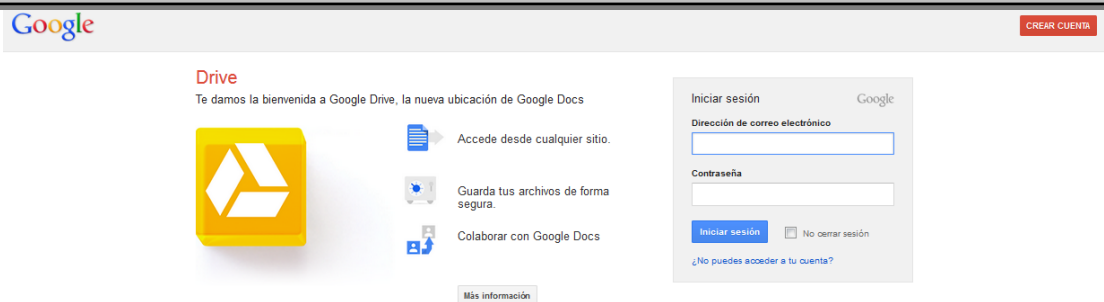 Google
CREAR CUENTA
Drive
Te damos la bienvenida a Google Drive, la nueva ubicación de Google Docs
Accede desde cualquier sitio.
Guarda tus archivos de forma
segura.
Colaborar con Google Docs
Más información
Iniciar sesión
Google
Dirección de correo electrónico
Contraseña
Iniciar sesión
No cerrar sesión
¿No puedes acceder a tu cuenta?